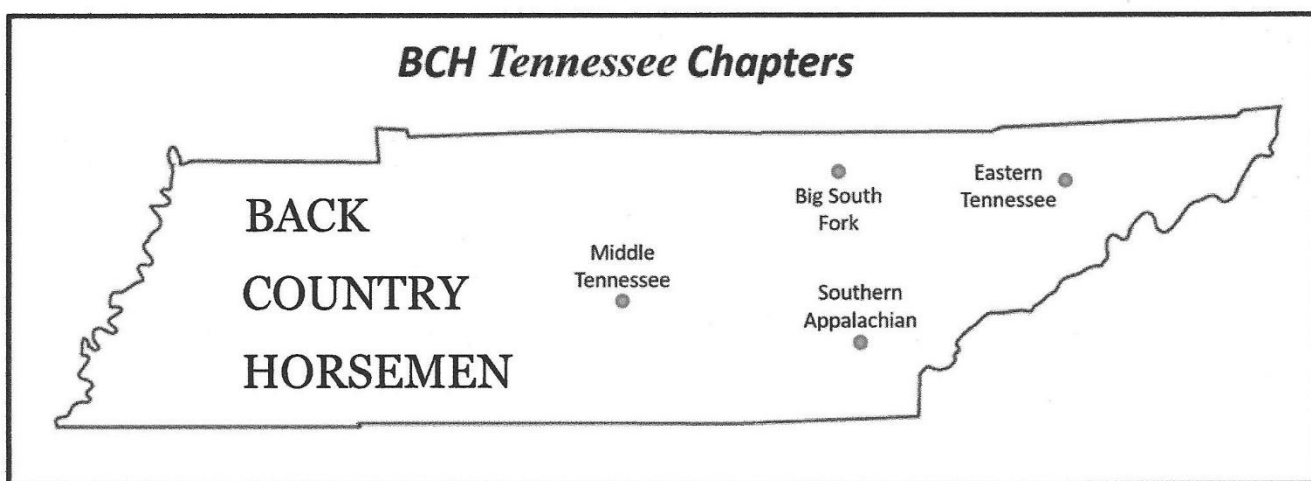 BCH Tennessee Chapters
BACK
COUNTRY
HORSEMEN
Middle
Tennessee
Big South
Fork
Southern
Appalachian
Eastern
Tennessee